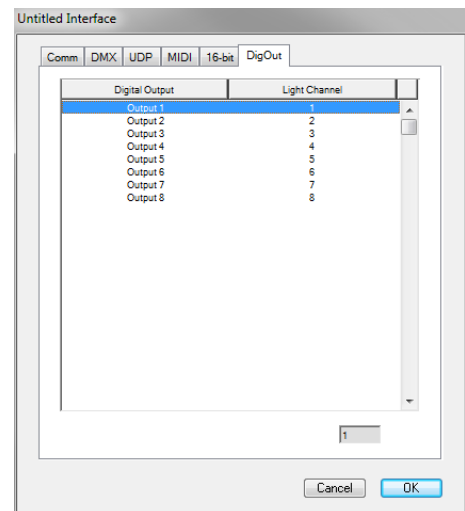 Untitled Interface
Comm DMX UDP MIDI 16-bit DigOut
Digital Output Light Channel
Output 1 1
Output 2 2
Output 3 3
Output 4 4
Output 5 5
Output 6 6
Output 7 7
Output 8 8
1
Cancel OK